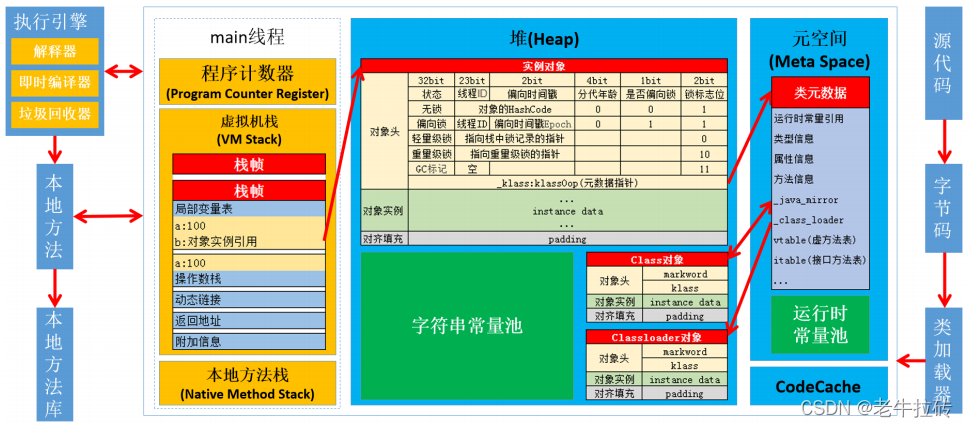 执行引擎
解释器
即时编译器
垃圾回收器
本地方法
本地方法库
main线程
程序计数器
(Program Counter Register)
虚拟机栈
(VM Stack)
栈帧
栈帧
局部变量表
a:100
b:对象实例引用
a:100
操作数栈
动态链接
返回地址
附加信息
本地方法栈
(Native Method Stack)
堆(Heap)
实例对象
对象头
32bit 23bit 2bit 4bit 1bit 2bit
状态 线程ID 偏向时间戳 分代年龄 是否偏向锁 锁标志位
无锁 对象的HashCode 0 0 1
偏向锁 线程ID 偏向时间戳Epoch 0 1 1
轻量级锁 指向栈中锁记录的指针 0
重量级锁 指向重量级锁的指针 10
GC标记 空 11
_klass:klassOop(元数据指针)
对象实例
...
instance data
...
对齐填充 padding
字符串常量池
Class对象
对象头 markword
klass
对象实例 instance data
对齐填充 padding
Classloader对象
对象头 markword
klass
对象实例 instance data
对齐填充 padding
元空间
(Meta Space)
类元数据
运行时常量引用
类型信息
属性信息
方法信息
_java_mirror
_class_loader
vtable(虚方法表)
itable(接口方法表)
...
运行时
常量池
CodeCache
源代码
字节码
类加载器
CSDN @老牛拉砖